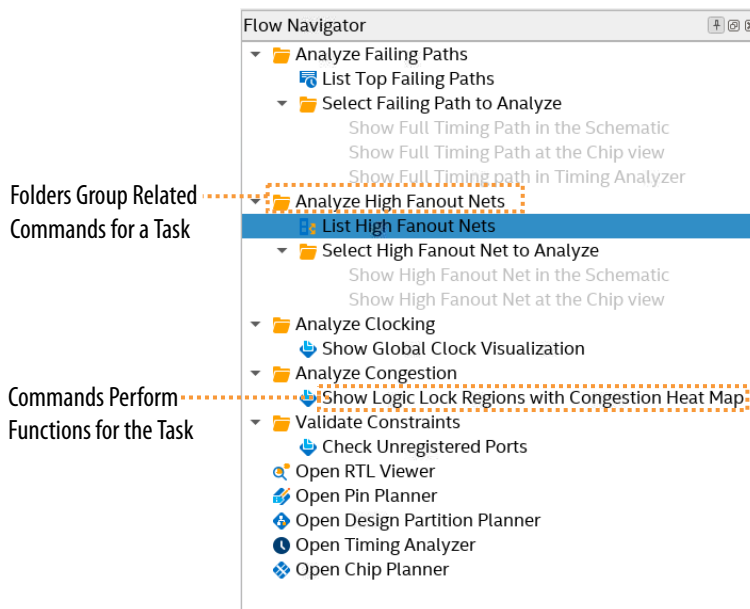 Flow Navigator
Analyze Failing Paths
List Top Failing Paths
Select Failing Path to Analyze
Show Full Timing Path in the Schematic
Show Full Timing Path at the Chip view
Show Full Timing path in Timing Analyzer
Folders Group Related
Commands for a Task
Analyze High Fanout Nets
List High Fanout Nets
Select High Fanout Net to Analyze
Show High Fanout Net in the Schematic
Show High Fanout Net at the Chip view
Analyze Clocking
Show Global Clock Visualization
Analyze Congestion
Commands Perform
Functions for the Task
Show Logic Lock Regions with Congestion Heat Map
Validate Constraints
Check Unregistered Ports
Open RTL Viewer
Open Pin Planner
Open Design Partition Planner
Open Timing Analyzer
Open Chip Planner